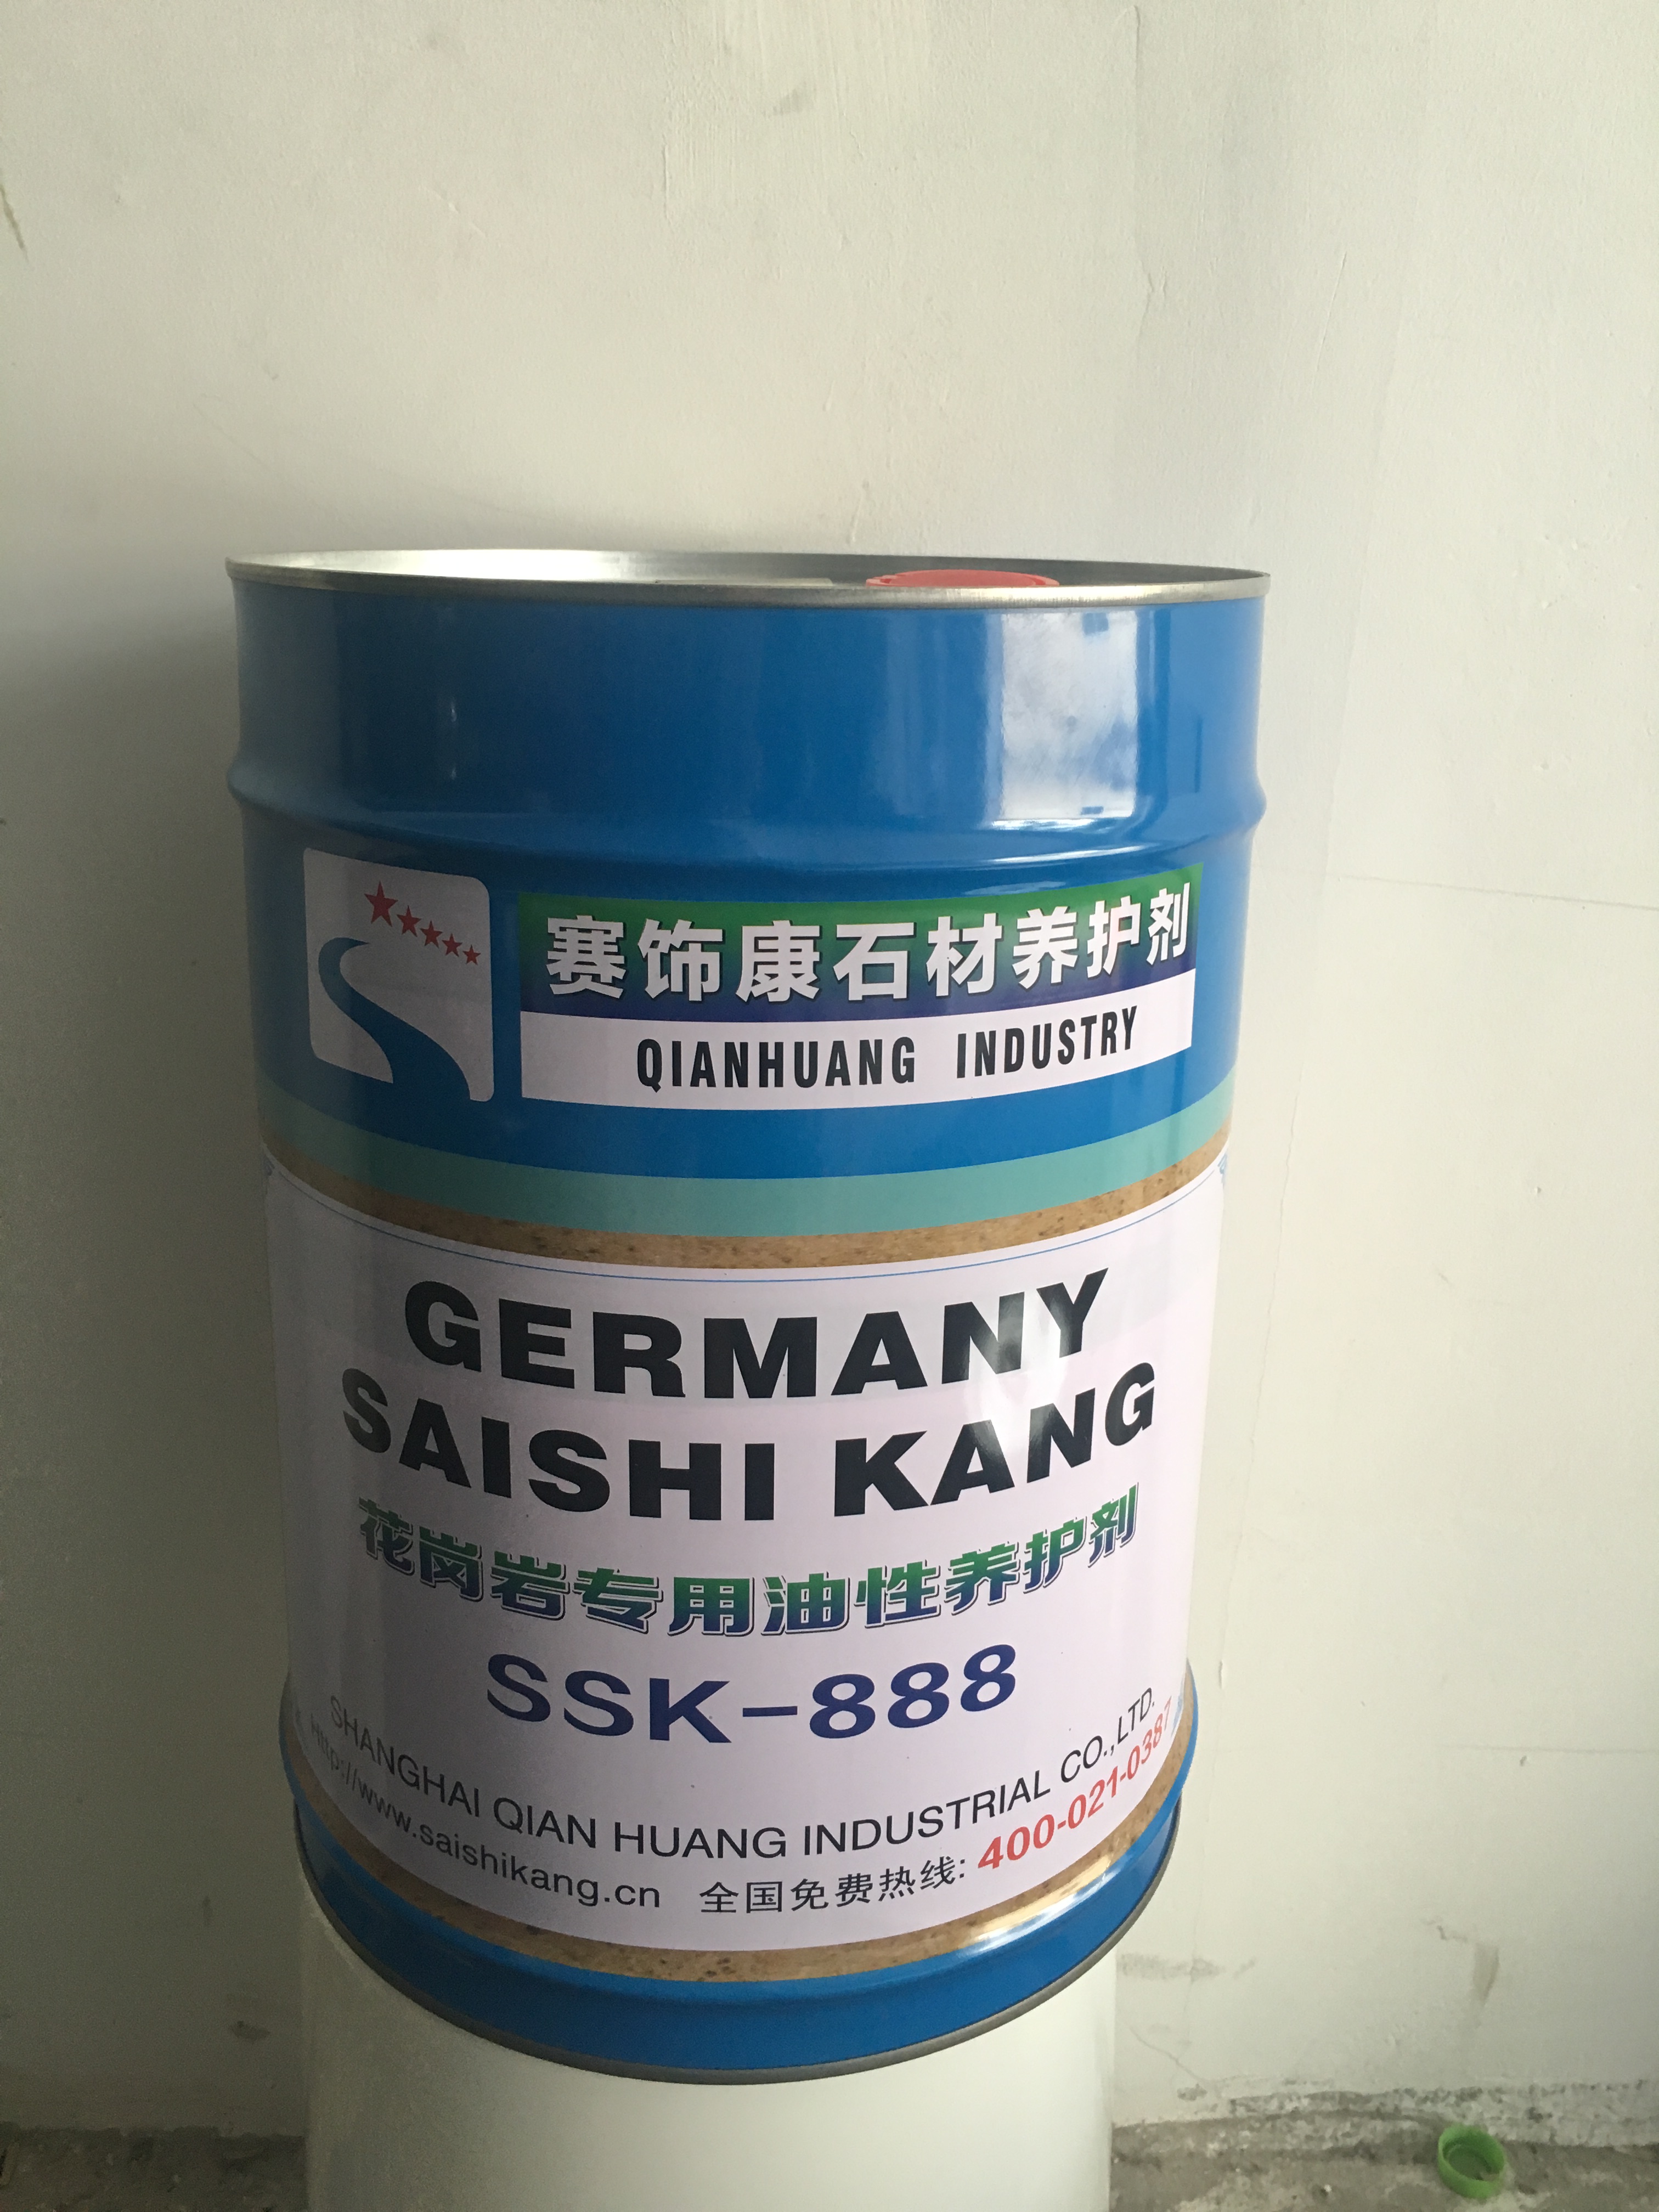 赛饰康石材养护剂
QIANHUANG INDUSTRY
GERMANY
SAISHI KANG
花岗岩专用油性养护剂
SSK-888
SHANGHAI QIAN HUANG INDUSTRIAL CO.,LTD.
Http://www.saishikang.cn 全国免费热线: 400-021-0387